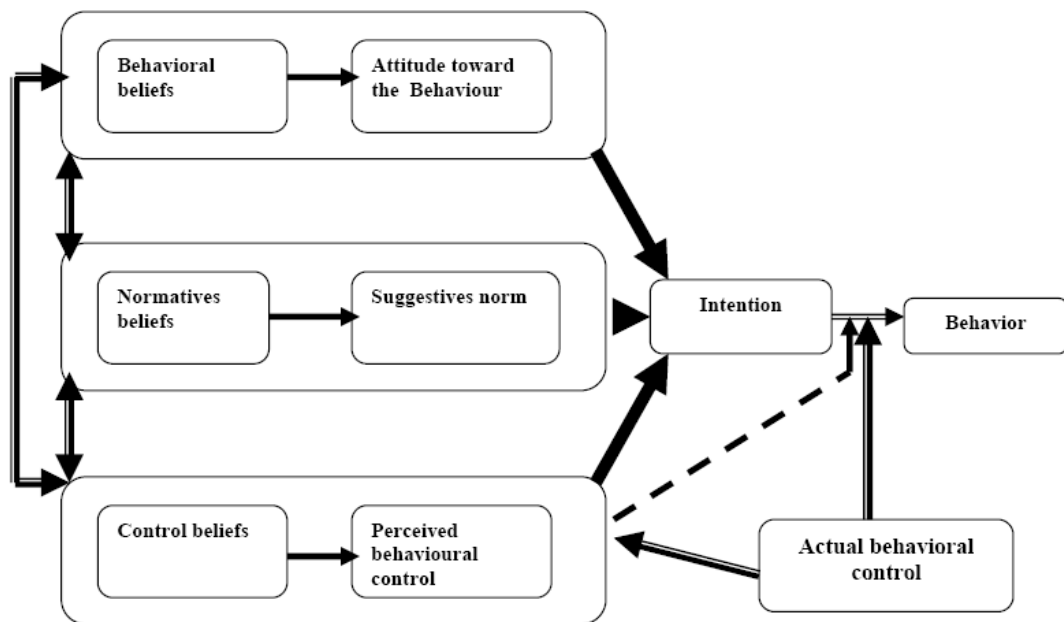 Behavioral
beliefs
Attitude toward
the Behaviour
Normatives
beliefs
Suggestives norm
Intention
Behavior
Control beliefs
Perceived
behavioural
control
Actual behavioral
control